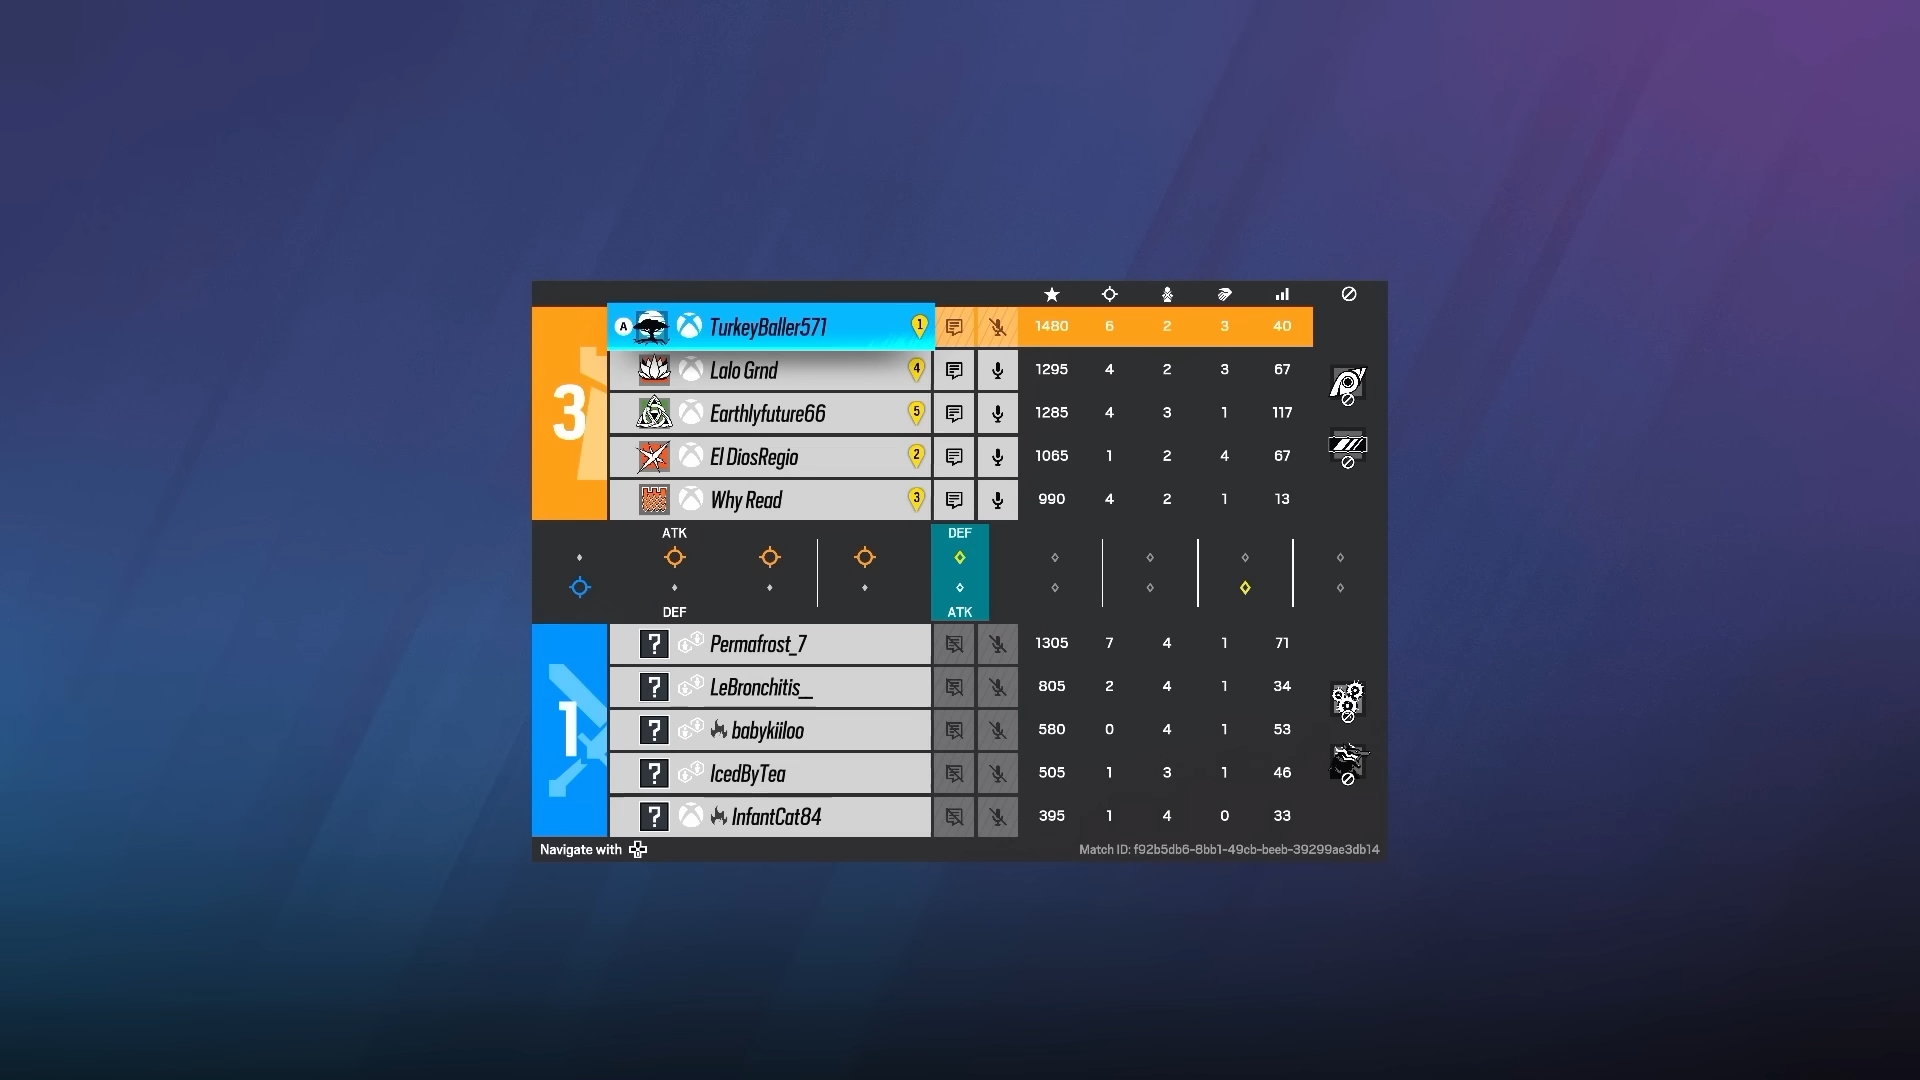 3
A TurkeyBaller571 1 1480 6 2 3 40
Lalo Grnd 4 1295 4 2 3 67
Earthlyfuture66 5 1285 4 3 1 117
El DiosRegio 2 1065 1 2 4 67
Why Read 3 990 4 2 1 13
ATK DEF
DEF ATK
1
? Permafrost_7 1305 7 4 1 71
? LeBronchitis__ 805 2 4 1 34
? babykiiloo 580 0 4 1 53
? IcedByTea 505 1 3 1 46
? InfantCat84 395 1 4 0 33
Navigate with Match ID: f92b5db6-8bb1-49cb-beeb-39299ae3db14